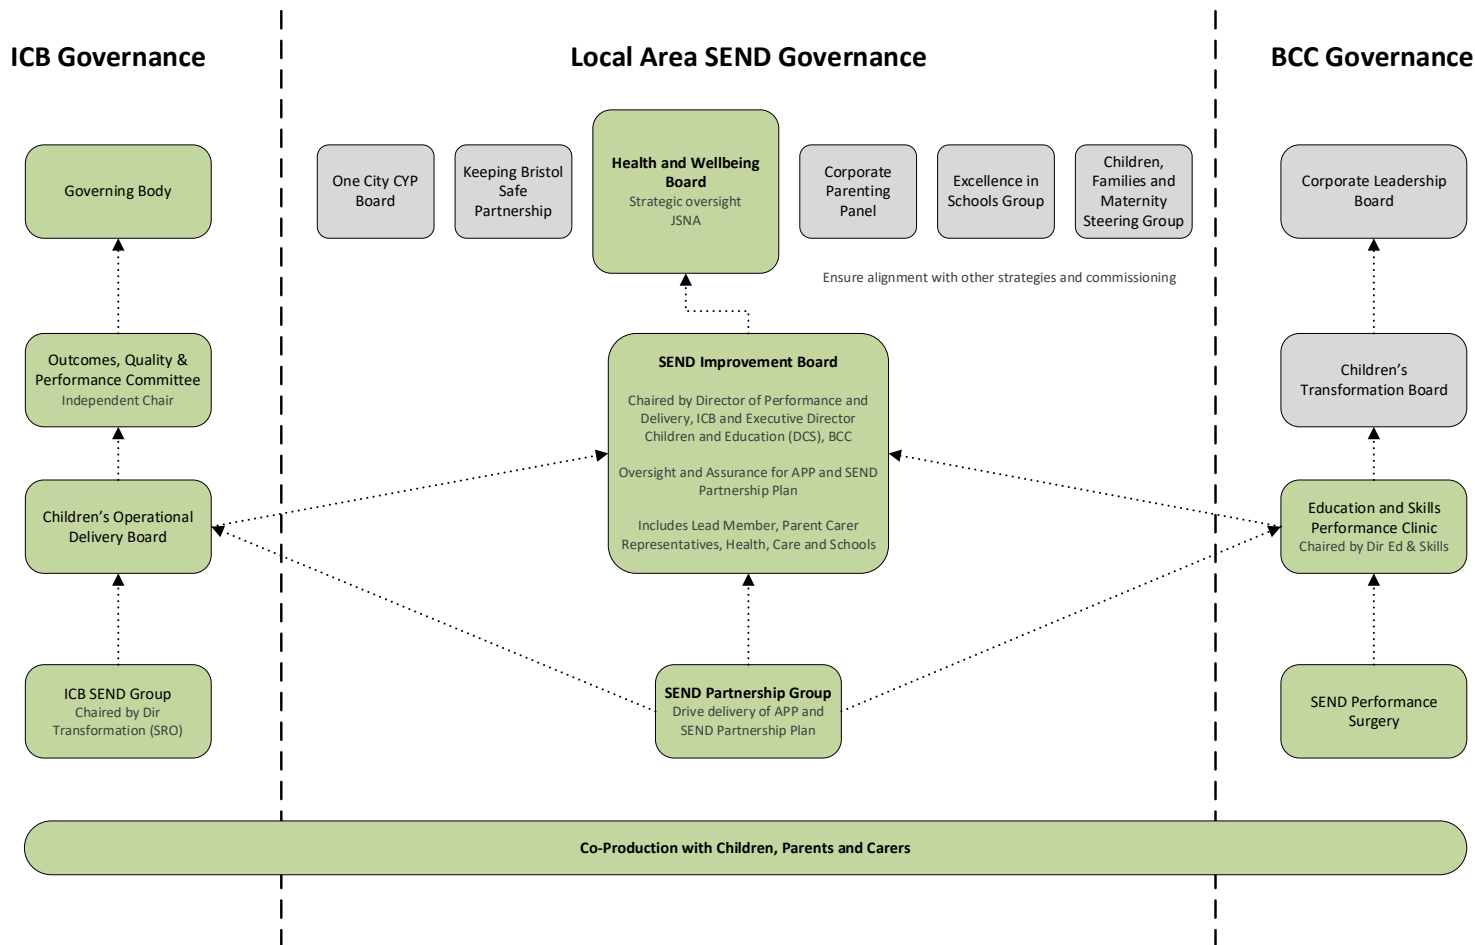 ICB Governance
Local Area SEND Governance
BCC Governance
Governing Body
One City CYP
Board
Keeping Bristol
Safe
Partnership
Health and Wellbeing
Board
Strategic oversight
JSNA
Corporate
Parenting
Panel
Excellence in
Schools Group
Children,
Families and
Maternity
Steering Group
Corporate Leadership
Board
Ensure alignment with other strategies and commissioning
Outcomes, Quality &
Performance Committee
Independent Chair
SEND Improvement Board
Chaired by Director of Performance and
Delivery, ICB and Executive Director
Children and Education (DCS), BCC
Oversight and Assurance for APP and SEND
Partnership Plan
Includes Lead Member, Parent Carer
Representatives, Health, Care and Schools
Children’s
Transformation Board
Children’s Operational
Delivery Board
Education and Skills
Performance Clinic
Chaired by Dir Ed & Skills
ICB SEND Group
Chaired by Dir
Transformation (SRO)
SEND Partnership Group
Drive delivery of APP and
SEND Partnership Plan
SEND Performance
Surgery
Co-Production with Children, Parents and Carers